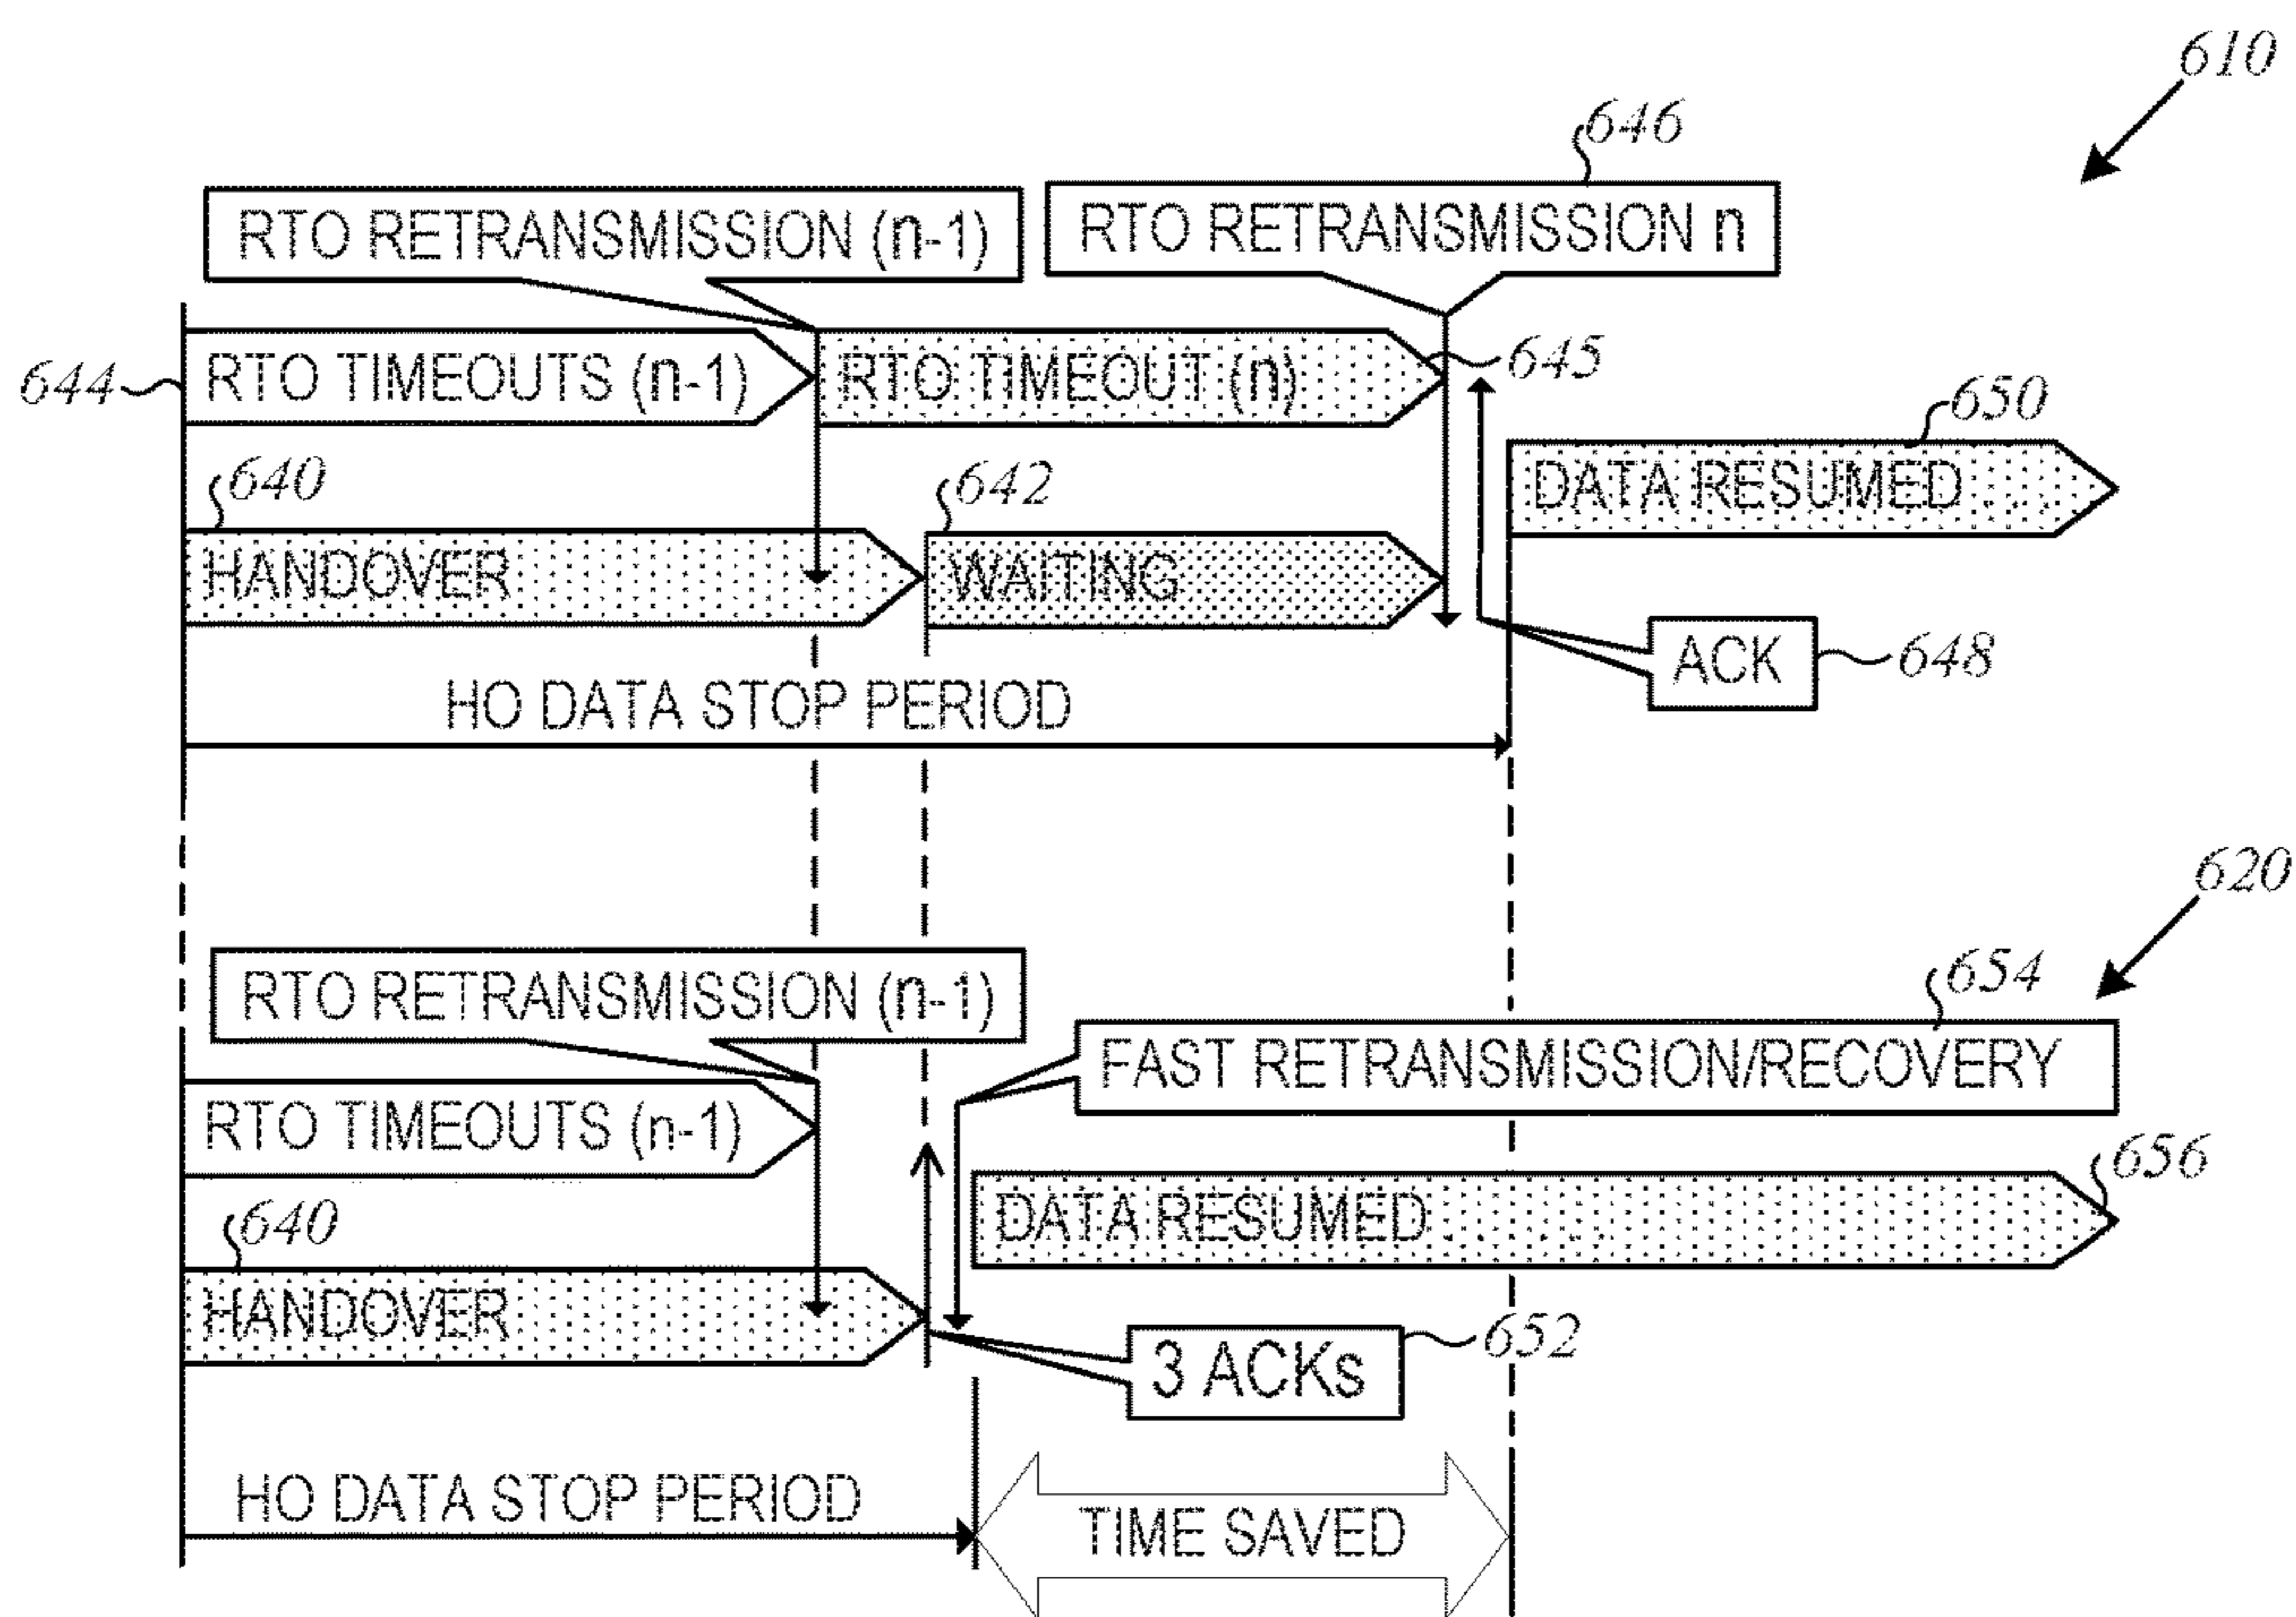 610
646
RTO RETRANSMISSION (n-1)
RTO RETRANSMISSION n
644
RTO TIMEOUTS (n-1)
RTO TIMEOUT (n)
645
650
DATA RESUMED
640
642
HANDOVER
WAITING
ACK
648
HO DATA STOP PERIOD
620
654
RTO RETRANSMISSION (n-1)
FAST RETRANSMISSION/RECOVERY
RTO TIMEOUTS (n-1)
656
DATA RESUMED
640
HANDOVER
652
3 ACKs
HO DATA STOP PERIOD
TIME SAVED